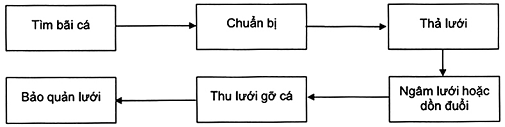 Tìm bãi cá
Chuẩn bị
Thả lưới
Ngâm lưới hoặc
dồn đuổi
Thu lưới gỡ cá
Bảo quản lưới